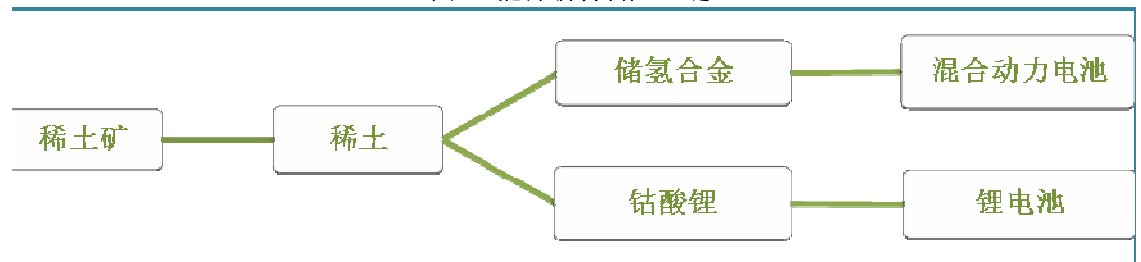 储氢合金
混合动力电池
稀土矿
稀土
钴酸锂
锂电池